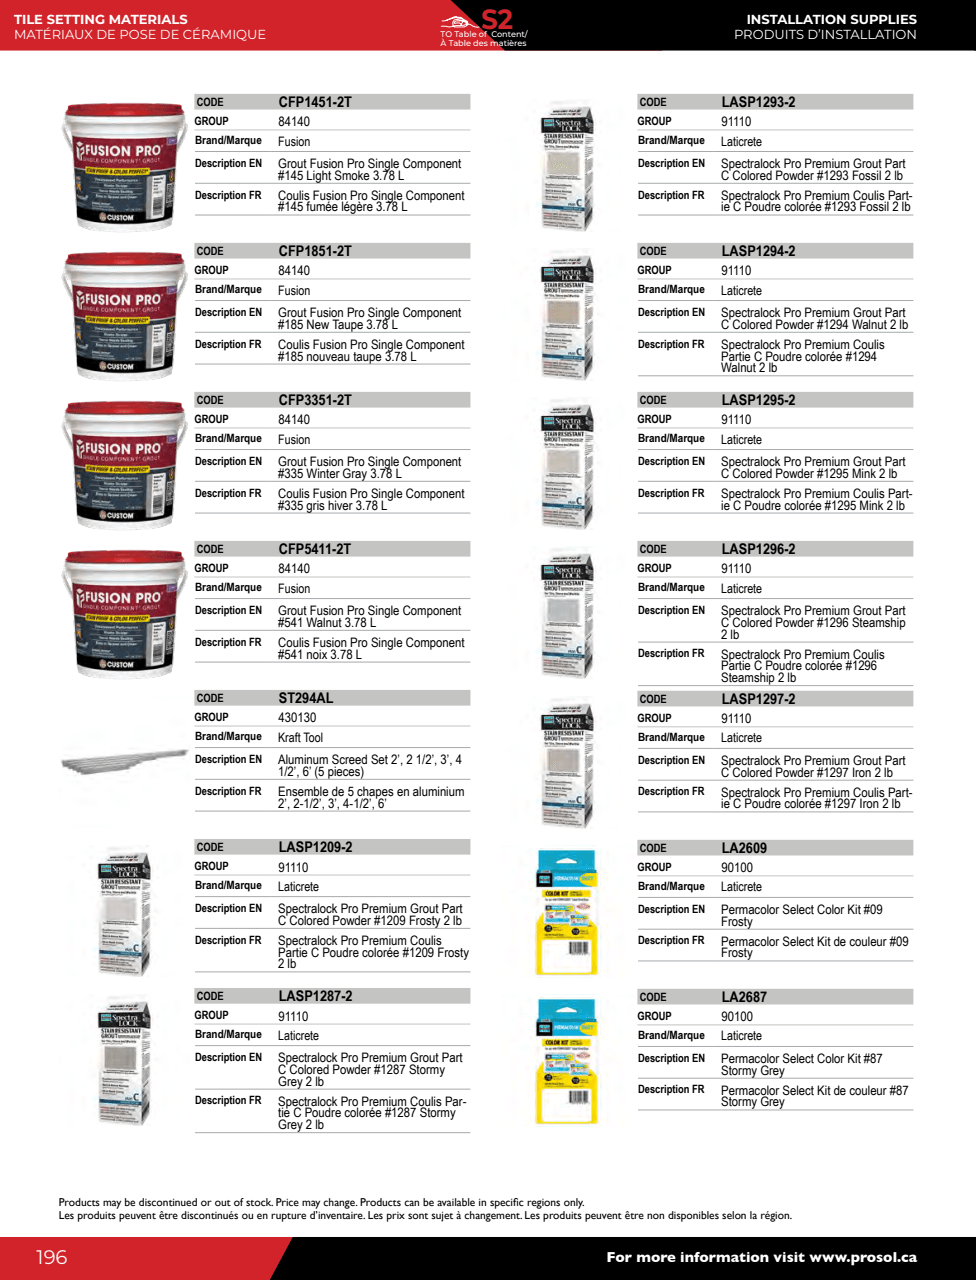 TILE SETTING MATERIALS
MATÉRIAUX DE POSE DE CÉRAMIQUE
S2
TO Table of Content/
À Table des matières
INSTALLATION SUPPLIES
PRODUITS D'INSTALLATION
CODE CFP1451-2T
GROUP 84140
Brand/Marque Fusion
Description EN Grout Fusion Pro Single Component
#145 Light Smoke 3.78 L
Description FR Coulis Fusion Pro Single Component
#145 fumée légère 3.78 L
CODE CFP1851-2T
GROUP 84140
Brand/Marque Fusion
Description EN Grout Fusion Pro Single Component
#185 New Taupe 3.78 L
Description FR Coulis Fusion Pro Single Component
#185 nouveau taupe 3.78 L
CODE CFP3351-2T
GROUP 84140
Brand/Marque Fusion
Description EN Grout Fusion Pro Single Component
#335 Winter Gray 3.78 L
Description FR Coulis Fusion Pro Single Component
#335 gris hiver 3.78 L
CODE CFP5411-2T
GROUP 84140
Brand/Marque Fusion
Description EN Grout Fusion Pro Single Component
#541 Walnut 3.78 L
Description FR Coulis Fusion Pro Single Component
#541 noix 3.78 L
CODE ST294AL
GROUP 430130
Brand/Marque Kraft Tool
Description EN Aluminum Screed Set 2', 2 1/2', 3', 4
1/2', 6' (5 pieces)
Description FR Ensemble de 5 chapes en aluminium
2', 2-1/2', 3', 4-1/2', 6'
CODE LASP1209-2
GROUP 91110
Brand/Marque Laticrete
Description EN Spectralock Pro Premium Grout Part
C Colored Powder #1209 Frosty 2 lb
Description FR Spectralock Pro Premium Coulis
Partie C Poudre colorée #1209 Frosty
2 lb
CODE LASP1287-2
GROUP 91110
Brand/Marque Laticrete
Description EN Spectralock Pro Premium Grout Part
C Colored Powder #1287 Stormy
Grey 2 lb
Description FR Spectralock Pro Premium Coulis Par-
tie C Poudre colorée #1287 Stormy
Grey 2 lb
CODE LASP1293-2
GROUP 91110
Brand/Marque Laticrete
Description EN Spectralock Pro Premium Grout Part
C Colored Powder #1293 Fossil 2 lb
Description FR Spectralock Pro Premium Coulis Part-
ie C Poudre colorée #1293 Fossil 2 lb
CODE LASP1294-2
GROUP 91110
Brand/Marque Laticrete
Description EN Spectralock Pro Premium Grout Part
C Colored Powder #1294 Walnut 2 lb
Description FR Spectralock Pro Premium Coulis
Partie C Poudre colorée #1294
Walnut 2 lb
CODE LASP1295-2
GROUP 91110
Brand/Marque Laticrete
Description EN Spectralock Pro Premium Grout Part
C Colored Powder #1295 Mink 2 lb
Description FR Spectralock Pro Premium Coulis Part-
ie C Poudre colorée #1295 Mink 2 lb
CODE LASP1296-2
GROUP 91110
Brand/Marque Laticrete
Description EN Spectralock Pro Premium Grout Part
C Colored Powder #1296 Steamship
2 lb
Description FR Spectralock Pro Premium Coulis
Partie C Poudre colorée #1296
Steamship 2 lb
CODE LASP1297-2
GROUP 91110
Brand/Marque Laticrete
Description EN Spectralock Pro Premium Grout Part
C Colored Powder #1297 Iron 2 lb
Description FR Spectralock Pro Premium Coulis Part-
ie C Poudre colorée #1297 Iron 2 lb
CODE LA2609
GROUP 90100
Brand/Marque Laticrete
Description EN Permacolor Select Color Kit #09
Frosty
Description FR Permacolor Select Kit de couleur #09
Frosty
CODE LA2687
GROUP 90100
Brand/Marque Laticrete
Description EN Permacolor Select Color Kit #87
Stormy Grey
Description FR Permacolor Select Kit de couleur #87
Stormy Grey
Products may be discontinued or out of stock. Price may change. Products can be available in specific regions only.
Les produits peuvent être discontinués ou en rupture d'inventaire. Les prix sont sujet à changement. Les produits peuvent être non disponibles selon la région.
196
For more information visit www.prosol.ca